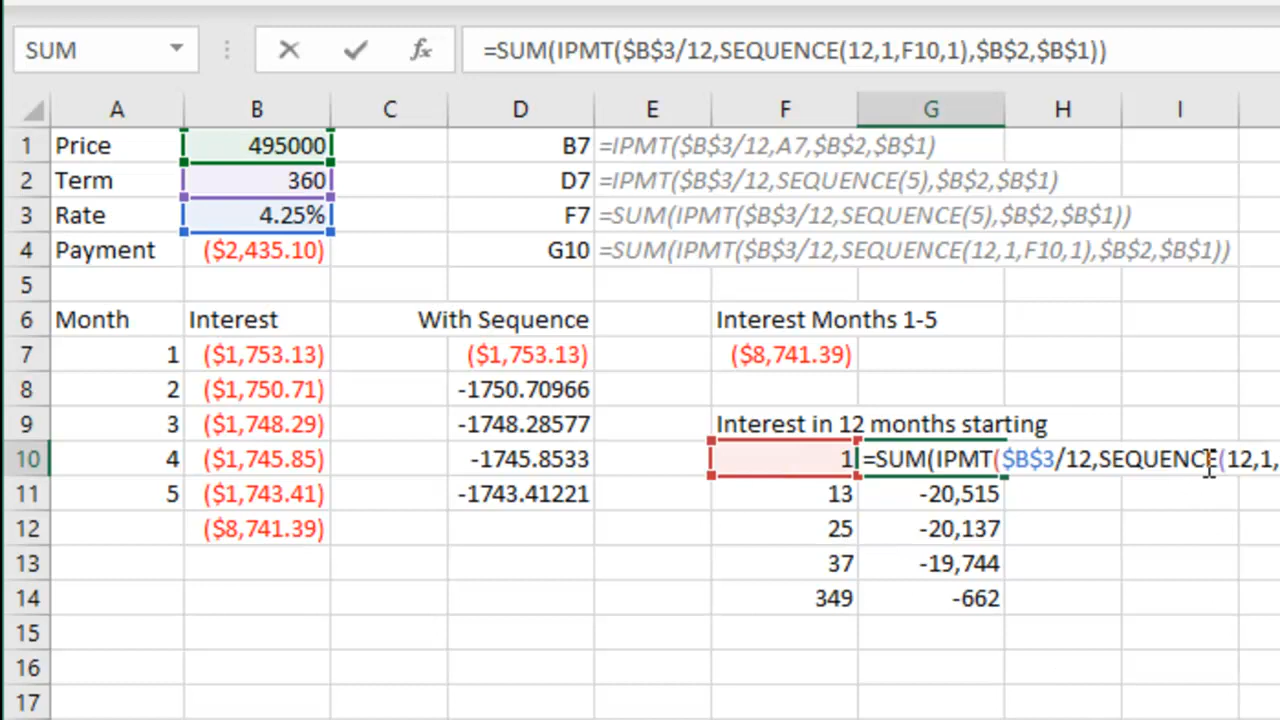 SUM fx =SUM(IPMT($B$3/12,SEQUENCE(12,1,F10,1),$B$2,$B$1))
A B C D E F G H I
1 Price 495000 B7 =IPMT($B$3/12,A7,$B$2,$B$1)
2 Term 360 D7 =IPMT($B$3/12,SEQUENCE(5),$B$2,$B$1)
3 Rate 4.25% F7 =SUM(IPMT($B$3/12,SEQUENCE(5),$B$2,$B$1))
4 Payment ($2,435.10) G10 =SUM(IPMT($B$3/12,SEQUENCE(12,1,F10,1),$B$2,$B$1))
5
6 Month Interest With Sequence Interest Months 1-5
7 1 ($1,753.13) ($1,753.13) ($8,741.39)
8 2 ($1,750.71) -1750.70966
9 3 ($1,748.29) -1748.28577 Interest in 12 months starting
10 4 ($1,745.85) -1745.8533 1 =SUM(IPMT($B$3/12,SEQUENCE(12,1,
11 5 ($1,743.41) -1743.41221 13 -20,515
12 ($8,741.39) 25 -20,137
13 37 -19,744
14 349 -662
15
16
17